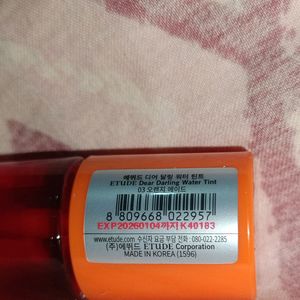 에뛰드 디어 달링 워터 틴트
ETUDE Dear Darling Water Tint
03 오렌지 에이드
8 809668 022957
EXP20260104까지 K40183
www.etude.com 수신자 요금 부담 전화 : 080-022-2285
(주)에뛰드 ETUDE Corporation
MADE IN KOREA (1596)